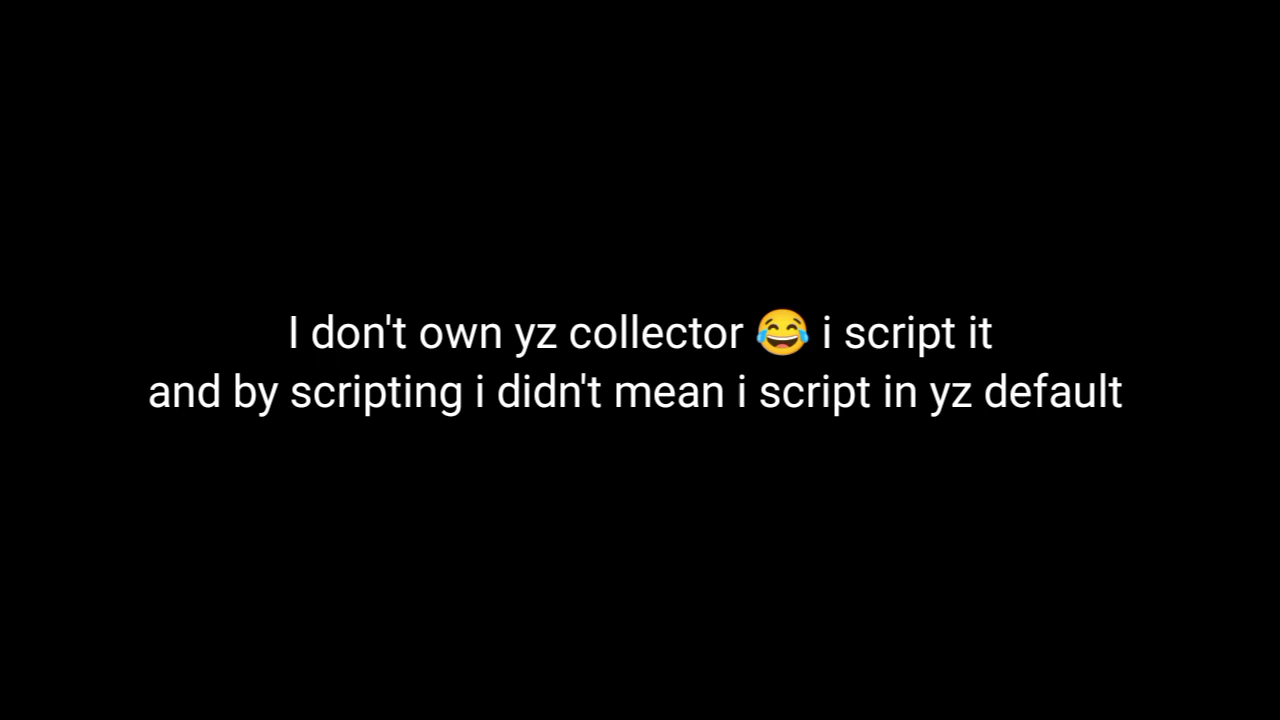 I don't own yz collector 😂 i script it
and by scripting i didn't mean i script in yz default